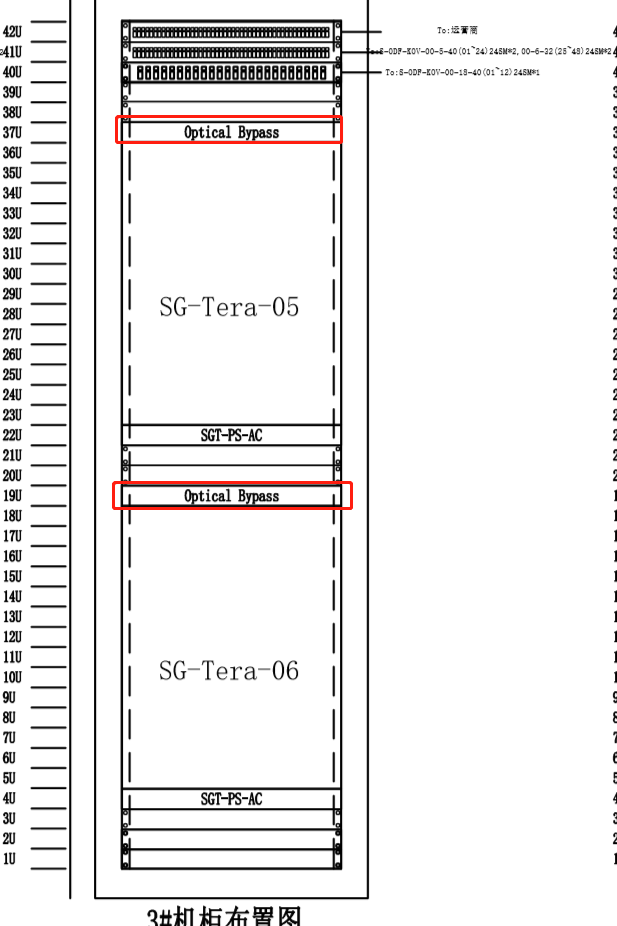 42U
To:运营商
41U
To:S-ODF-K0V-00-5-40(01~24)24SM*2,00-6-32(25~48)24SM*2
40U
To:S-ODF-K0V-00-18-40(01~12)24SM*1
39U
38U
37U
Optical Bypass
36U
35U
34U
33U
32U
31U
30U
29U
SG-Tera-05
28U
27U
26U
25U
24U
23U
22U
SGT-PS-AC
21U
20U
19U
Optical Bypass
18U
17U
16U
15U
14U
13U
12U
11U
SG-Tera-06
10U
9U
8U
7U
6U
5U
4U
SGT-PS-AC
3U
2U
1U
3#机柜布置图